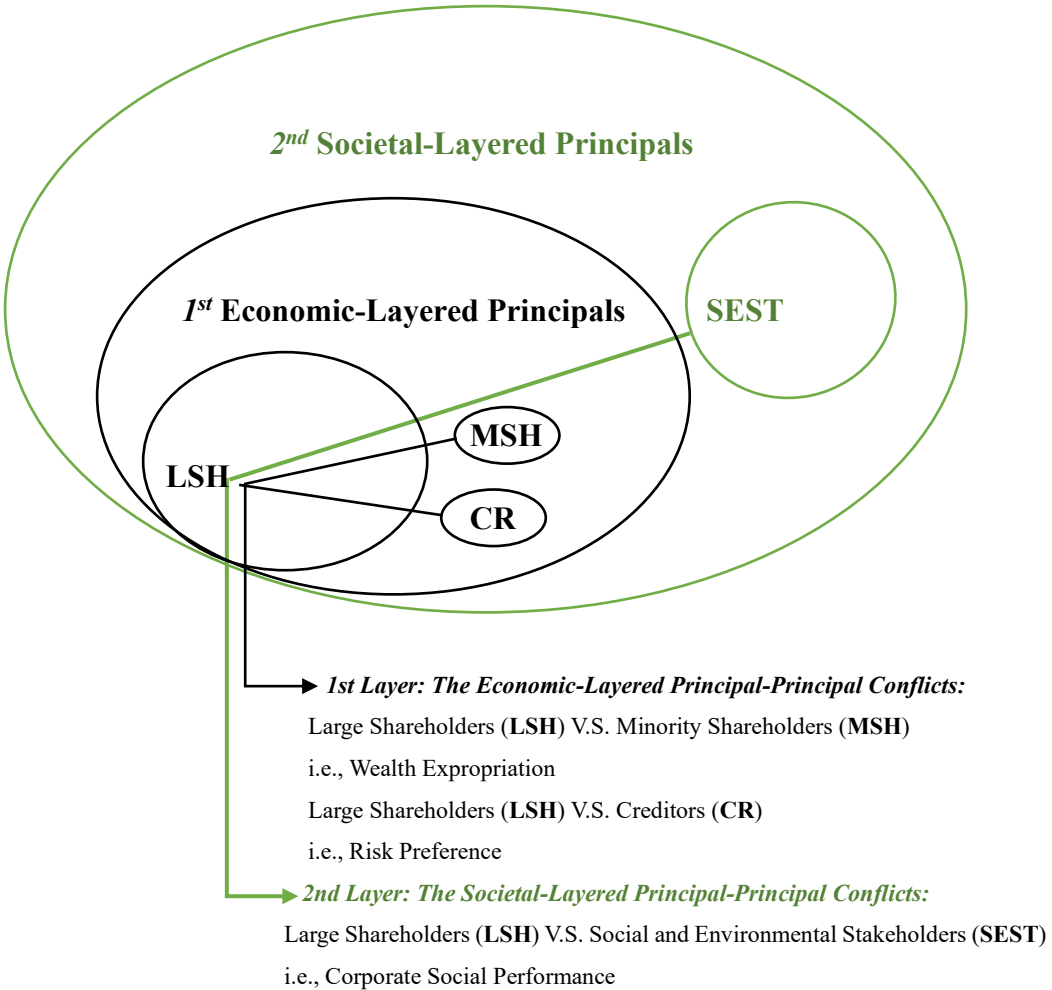 2nd Societal-Layered Principals
1st Economic-Layered Principals
SEST
MSH
LSH
CR
1st Layer: The Economic-Layered Principal-Principal Conflicts:
Large Shareholders (LSH) V.S. Minority Shareholders (MSH)
i.e., Wealth Expropriation
Large Shareholders (LSH) V.S. Creditors (CR)
i.e., Risk Preference
2nd Layer: The Societal-Layered Principal-Principal Conflicts:
Large Shareholders (LSH) V.S. Social and Environmental Stakeholders (SEST)
i.e., Corporate Social Performance